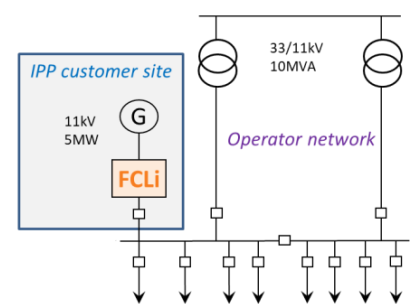 33/11kV
10MVA
IPP customer site
11kV
5MW
G
Operator network
FCLi